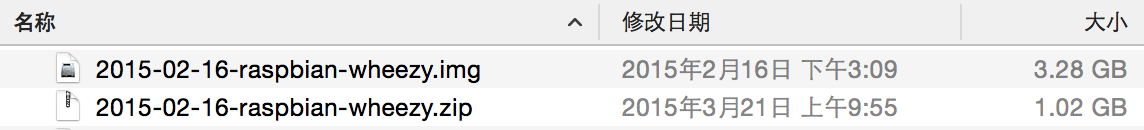 名称 修改日期 大小
2015-02-16-raspbian-wheezy.img 2015年2月16日 下午3:09 3.28 GB
2015-02-16-raspbian-wheezy.zip 2015年3月21日 上午9:55 1.02 GB